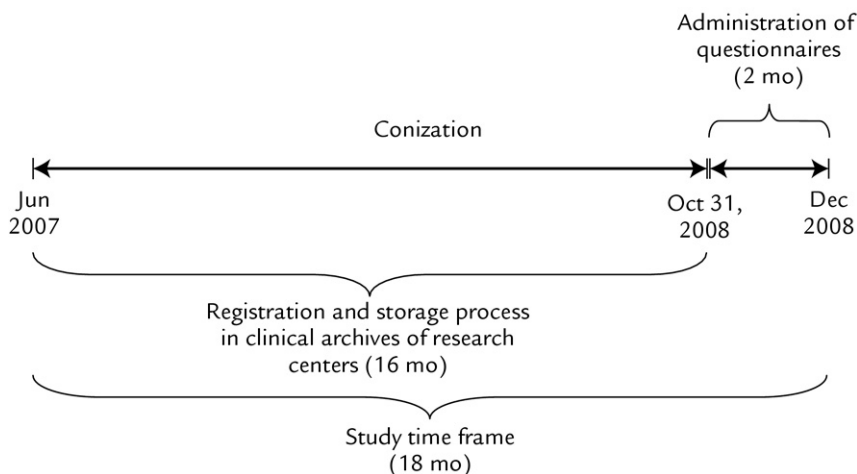 Administration of
questionnaires
(2 mo)
Conization
Jun
2007
Oct 31,
2008
Dec
2008
Registration and storage process
in clinical archives of research
centers (16 mo)
Study time frame
(18 mo)